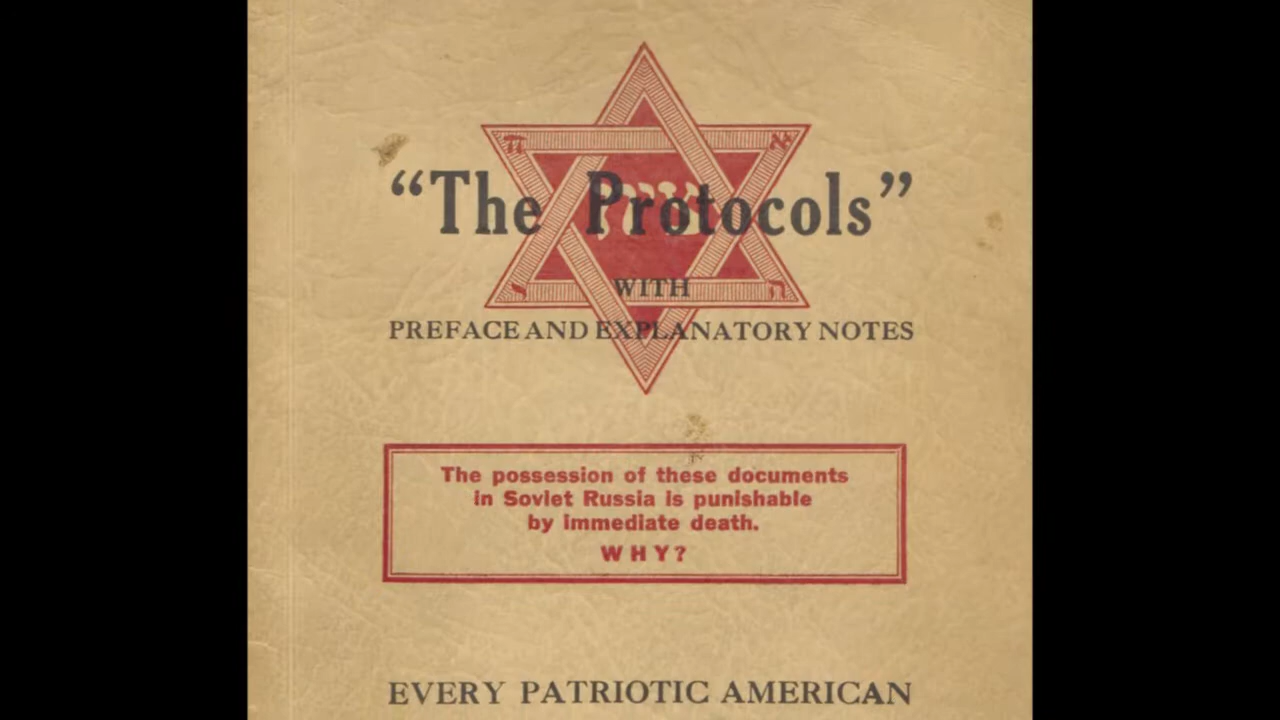 א
“The Protocols”
ציון
WITH
י ה
PREFACE AND EXPLANATORY NOTES
The possession of these documents
in Soviet Russia is punishable
by immediate death.
WHY?
EVERY PATRIOTIC AMERICAN